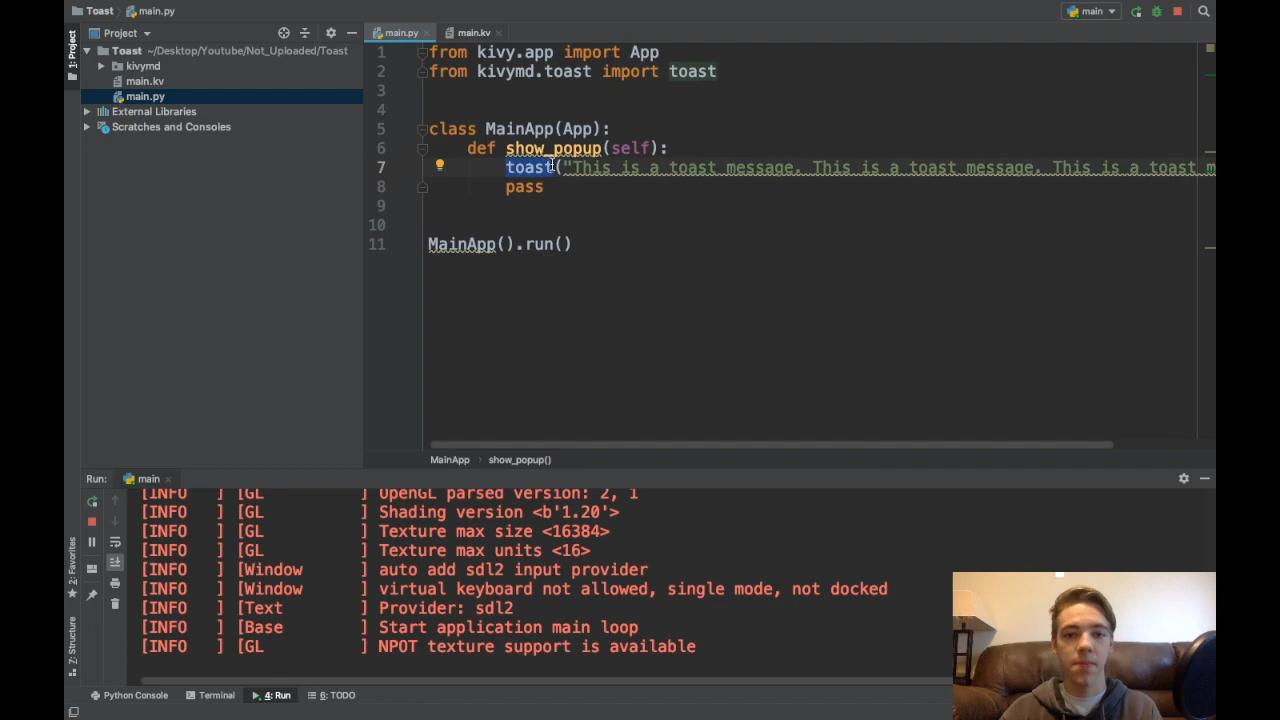 Toast main.py
main
1: Project
Project
main.py
main.kv
Toast ~/Desktop/Youtube/Not_Uploaded/Toast
kivymd
main.kv
main.py
External Libraries
Scratches and Consoles
1 from kivy.app import App
2 from kivymd.toast import toast
3
4
5 class MainApp(App):
6 def show_popup(self):
7 toast("This is a toast message. This is a toast message. This is a toast m
8 pass
9
10
11 MainApp().run()
MainApp show_popup()
Run: main
[INFO ] [GL ] OpenGL parsed version: 2, 1
[INFO ] [GL ] Shading version <b'1.20'>
[INFO ] [GL ] Texture max size <16384>
[INFO ] [GL ] Texture max units <16>
[INFO ] [Window ] auto add sdl2 input provider
[INFO ] [Window ] virtual keyboard not allowed, single mode, not docked
[INFO ] [Text ] Provider: sdl2
[INFO ] [Base ] Start application main loop
[INFO ] [GL ] NPOT texture support is available
2: Favorites
Z: Structure
Python Console Terminal 4: Run 6: TODO